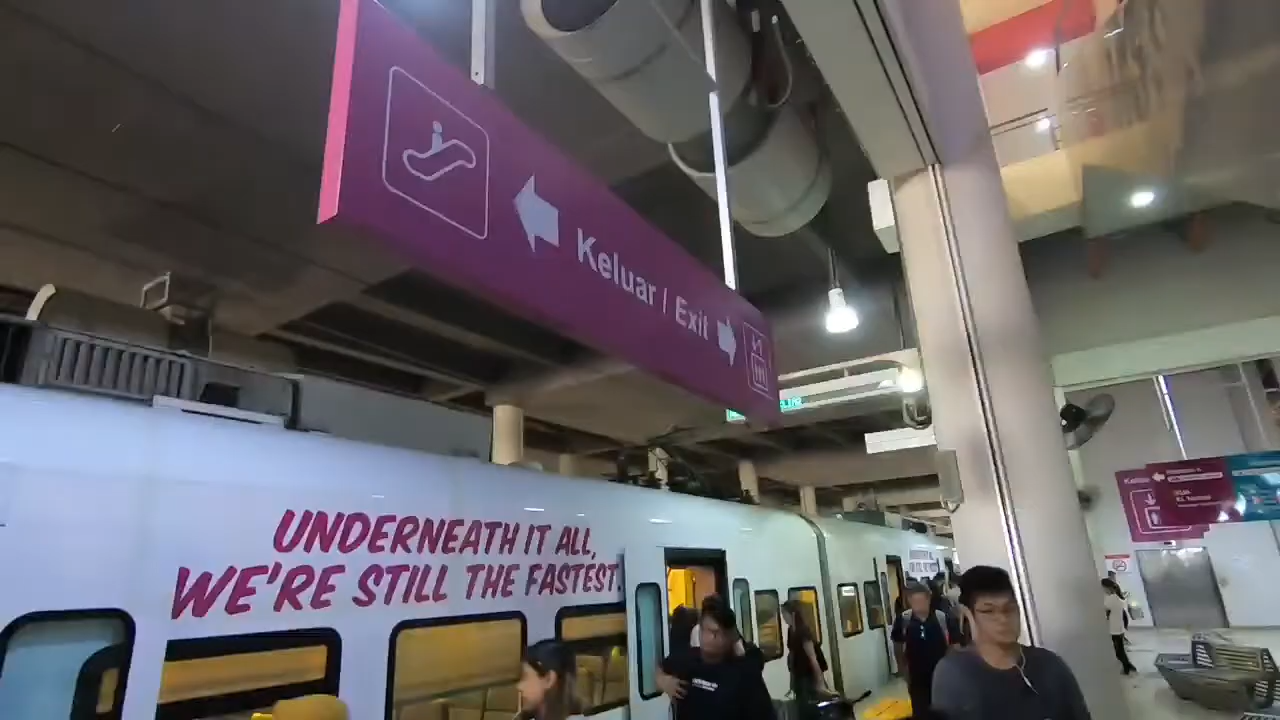 Keluar / Exit
UNDERNEATH IT ALL,
WE'RE STILL THE FASTEST.